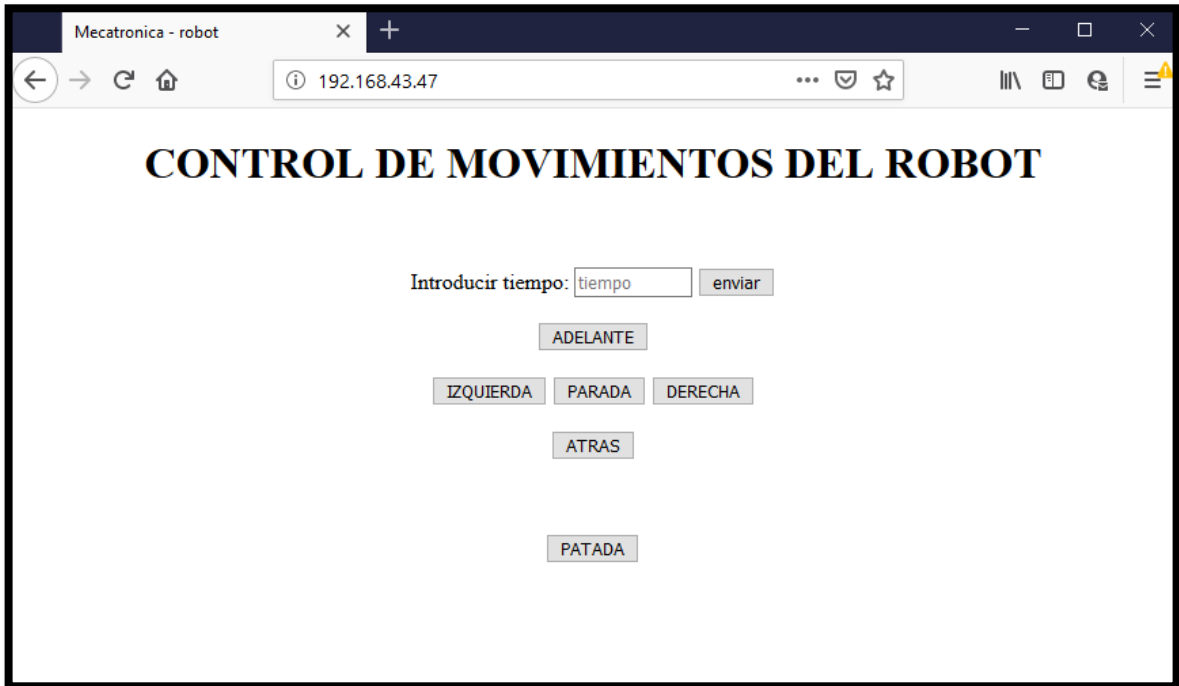 Mecatronica - robot
192.168.43.47
CONTROL DE MOVIMIENTOS DEL ROBOT
Introducir tiempo: tiempo enviar
ADELANTE
IZQUIERDA PARADA DERECHA
ATRAS
PATADA